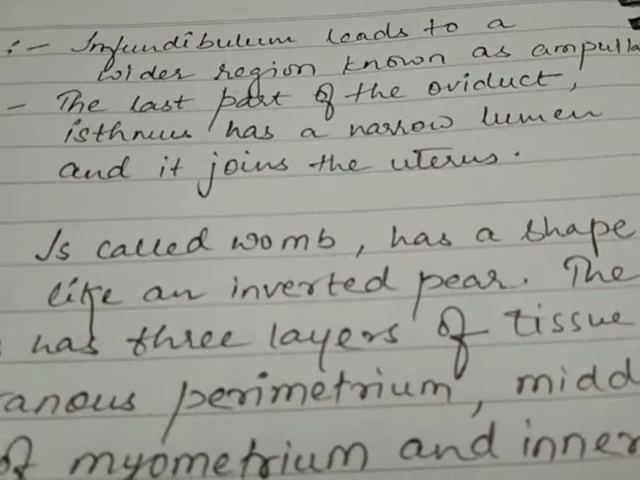 :- Infundibulum leads to a
wider region known as ampulla
- The last part of the oviduct,
isthmus has a narrow lumen
and it joins the uterus.
Is called womb, has a shape
like an inverted pear. The
has three layers of tissue
anous perimetrium, midd
of myometrium and inner